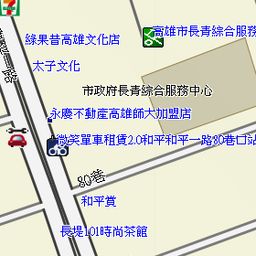 綠果昔高雄文化店
高雄市長青綜合服務
太子文化
一路
市政府長青綜合服務中心
永慶不動產高雄師大加盟店
微笑單車租賃2.0和平和平一路80巷口站
80巷
和平賞
長堤101時尚茶館